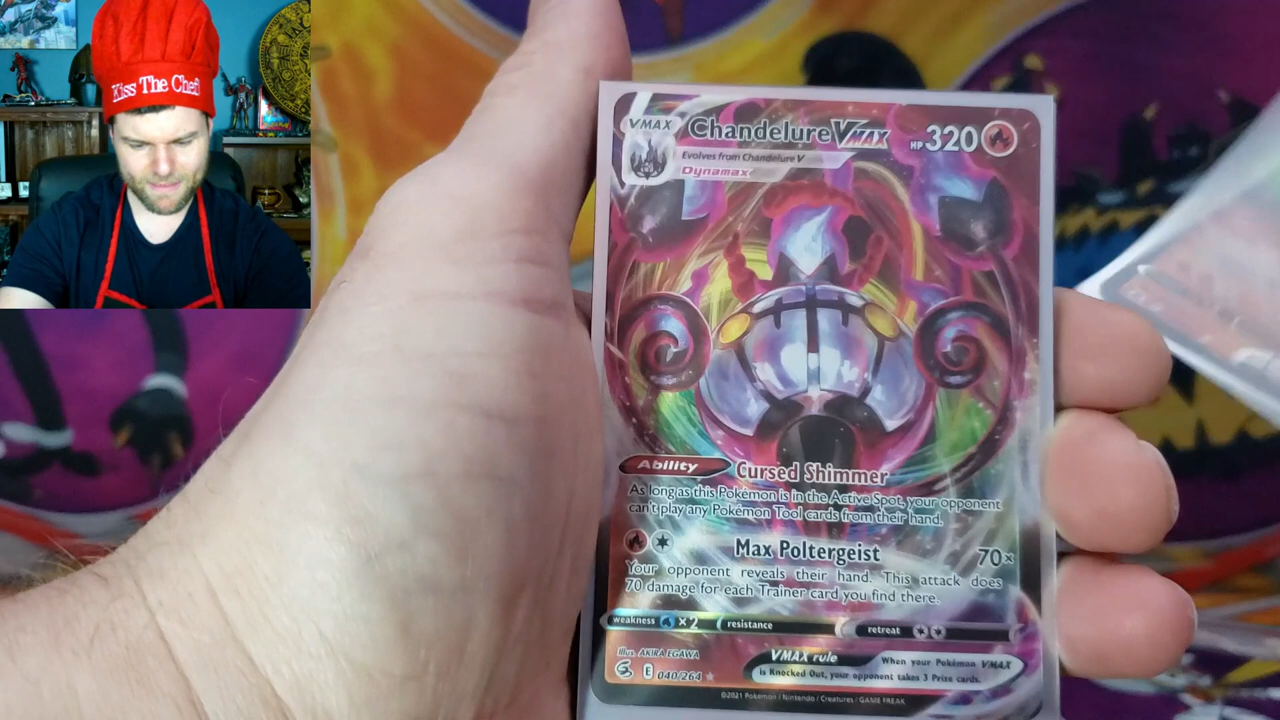 Kiss The Chef
VMAX
Chandelure VMAX
HP 320
Evolves from Chandelure V
Dynamax
Ability Cursed Shimmer
As long as this Pokémon is in the Active Spot, your opponent
can't play any Pokémon Tool cards from their hand.
Max Poltergeist 70×
Your opponent reveals their hand. This attack does
70 damage for each Trainer card you find there.
weakness ×2 resistance retreat
Illus. AKIRA EGAWA
E 040/264 ★
VMAX rule When your Pokémon VMAX
is Knocked Out, your opponent takes 3 Prize cards.
©2021 Pokémon / Nintendo / Creatures / GAME FREAK